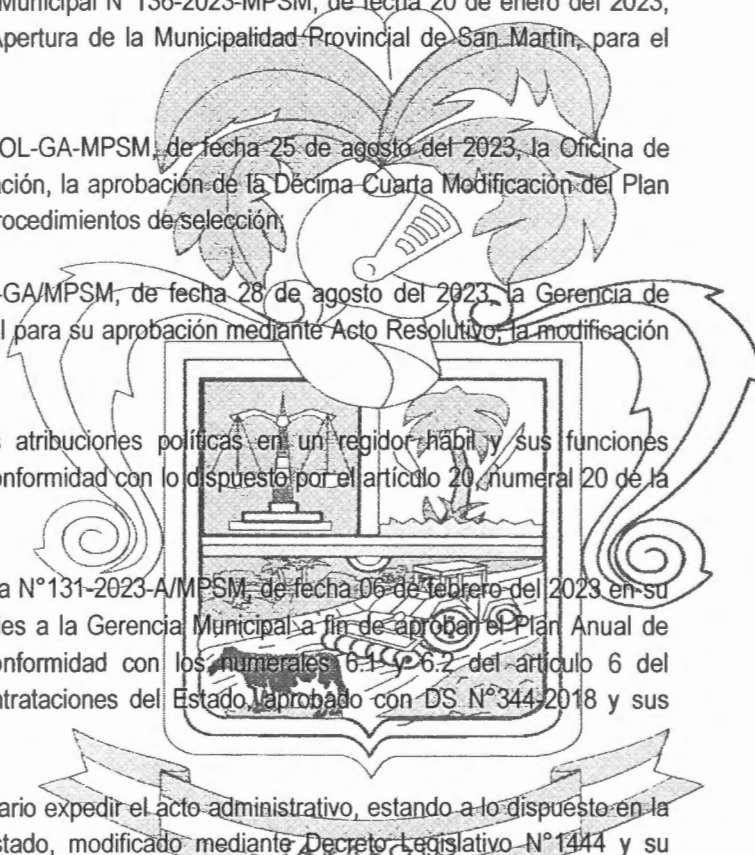 Municipal N°136-2023-MPSM, de fecha 20 de enero del 2023,
Apertura de la Municipalidad Provincial de San Martín, para el
OL-GA-MPSM, de fecha 25 de agosto del 2023, la Oficina de
ación, la aprobación de la Décima Cuarta Modificación del Plan
rocedimientos de selección;
-GA/MPSM, de fecha 28 de agosto del 2023, la Gerencia de
l para su aprobación mediante Acto Resolutivo, la modificación
s atribuciones políticas en un regidor hábil y sus funciones
onformidad con lo dispuesto por el artículo 20, numeral 20 de la
a N°131-2023-A/MPSM, de fecha 06 de febrero del 2023 en su
les a la Gerencia Municipal a fin de aprobar el Plan Anual de
onformidad con los numerales 6.1 y 6.2 del artículo 6 del
ntrataciones del Estado, aprobado con DS N°344-2018 y sus
ario expedir el acto administrativo, estando a lo dispuesto en la
stado, modificado mediante Decreto Legislativo N°1444 y su